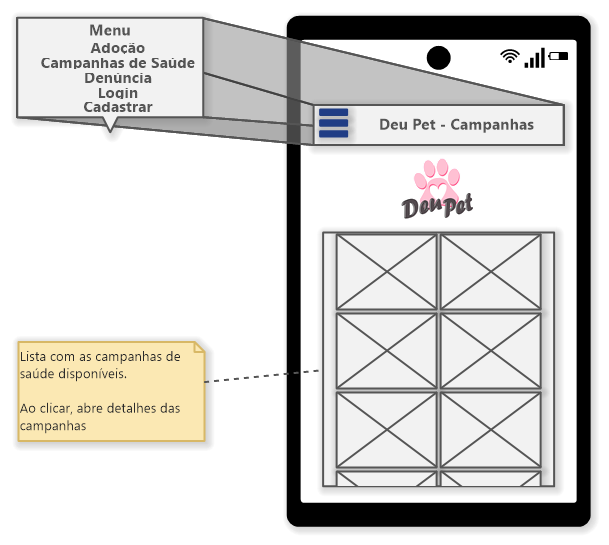 Menu
Adoção
Campanhas de Saúde
Denúncia
Login
Cadastrar
Deu Pet - Campanhas
Deu Pet
Lista com as campanhas de
saúde disponíveis.
Ao clicar, abre detalhes das
campanhas